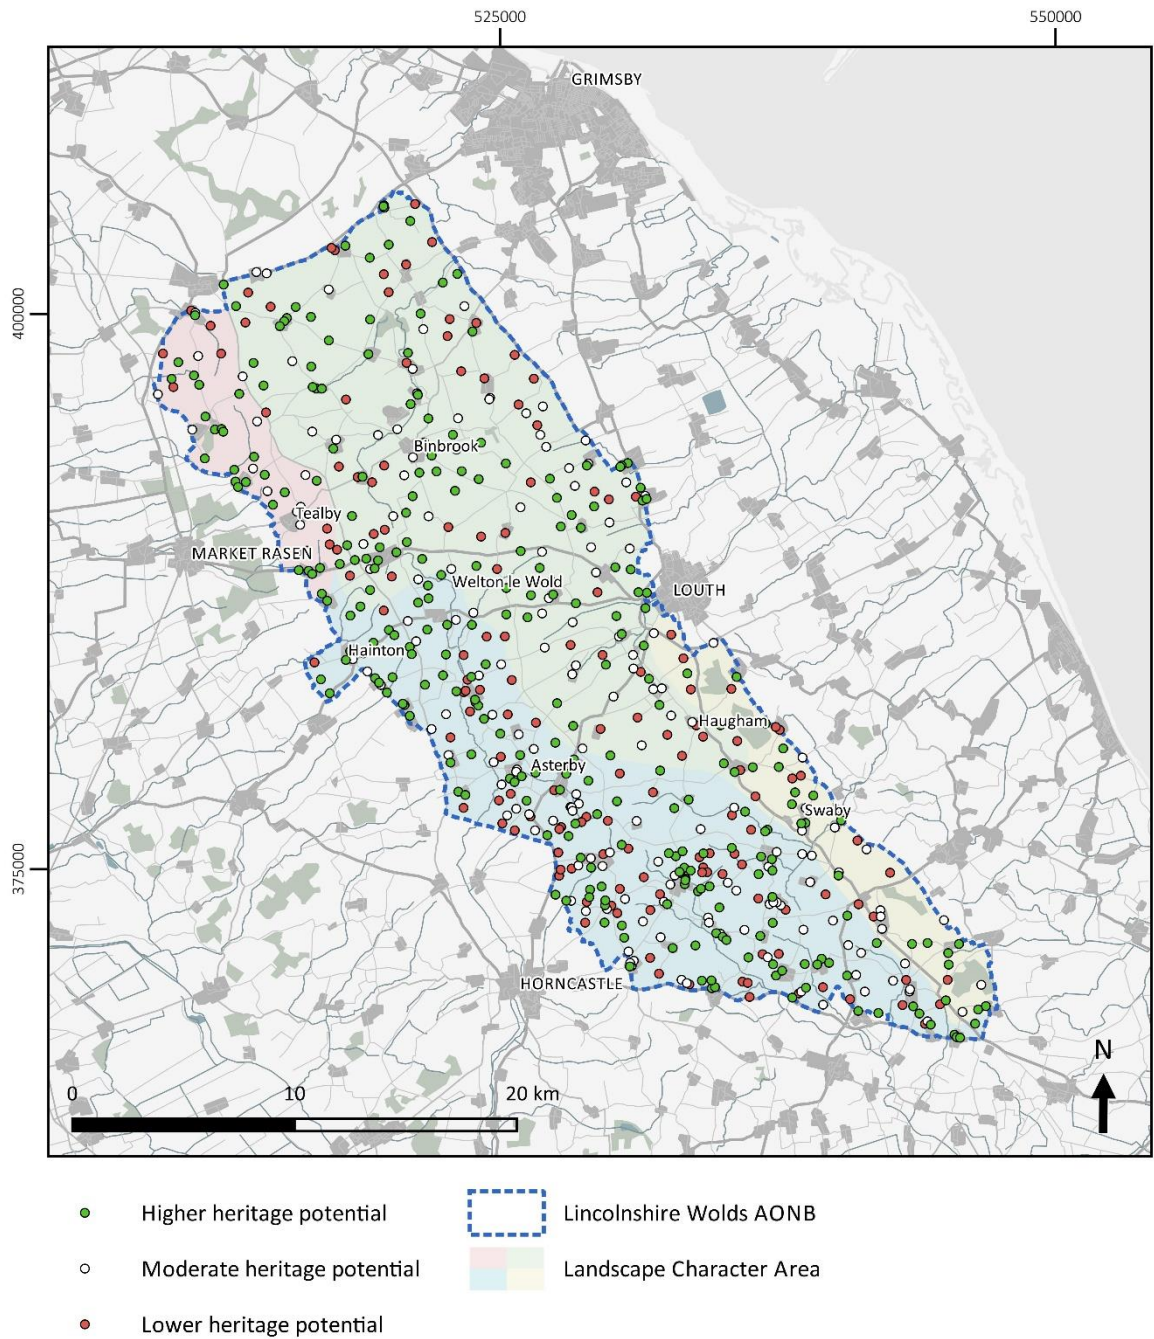 525000 550000
GRIMSBY
400000
Binbrook
Tealby
MARKET RASEN
Welton le Wold
LOUTH
Hainton
Haugham
Asterby
Swaby
375000
HORNCASTLE
N
0 10 20 km
Higher heritage potential
Lincolnshire Wolds AONB
Moderate heritage potential
Landscape Character Area
Lower heritage potential